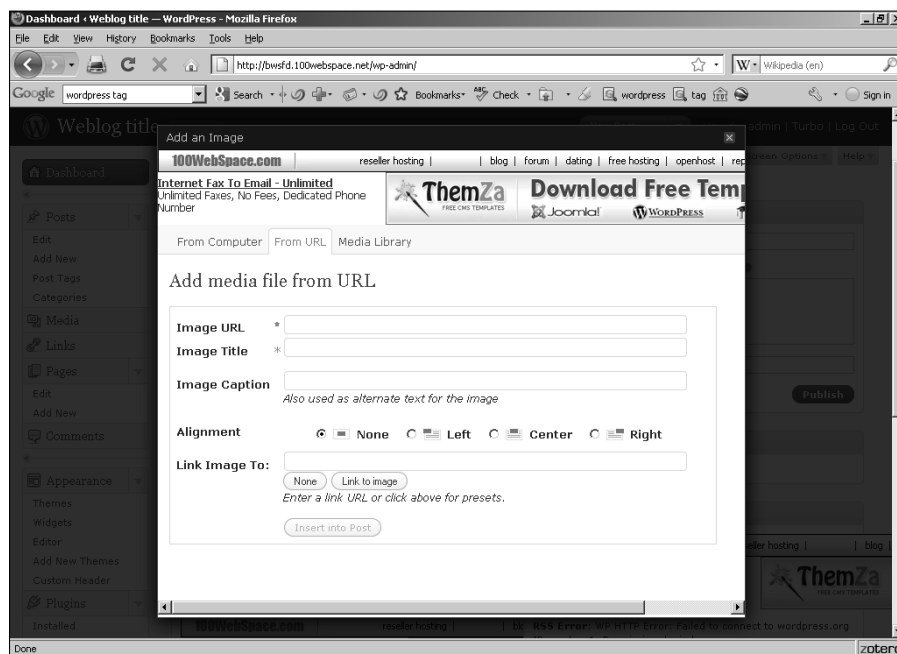 Dashboard ‹ Weblog title — WordPress - Mozilla Firefox
File Edit View History Bookmarks Tools Help
http://bwsfd.100webspace.net/wp-admin/ W Wikipedia (en)
Google wordpress tag Search Bookmarks Check wordpress tag Sign in
Weblog title admin | Turbo | Log Out
Add an Image
Screen Options Help
100WebSpace.com reseller hosting | | blog | forum | dating | free hosting | openhost | rep
Dashboard
Internet Fax To Email - Unlimited
Unlimited Faxes, No Fees, Dedicated Phone
Number
ThemZa
FREE CMS TEMPLATES
Download Free Temp
Joomla! WordPress
Posts
Edit
Add New
Post Tags
Categories
Media
Links
Pages
Edit
Add New
Comments
Appearance
Themes
Widgets
Editor
Add New Themes
Custom Header
Plugins
Installed
From Computer From URL Media Library
Add media file from URL
Image URL *
Image Title *
Image Caption
Also used as alternate text for the image
Alignment None Left Center Right
Link Image To:
None Link to image
Enter a link URL or click above for presets.
Insert into Post
Publish
eller hosting | | blog |
ThemZa
FREE CMS TEMPLATES
100WebSpace.com reseller hosting | RSS Error: WP HTTP Error: Failed to connect to wordpress.org
Done zotero